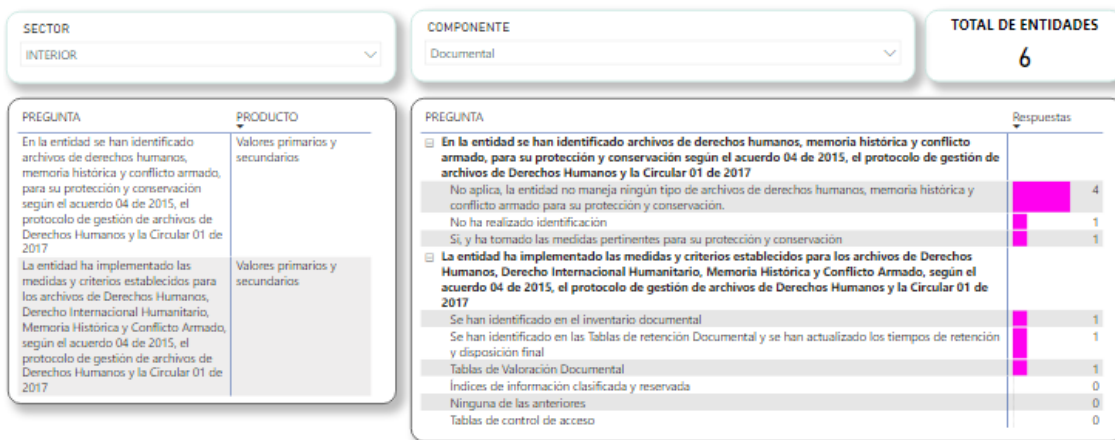 SECTOR
INTERIOR
COMPONENTE
Documental
TOTAL DE ENTIDADES
6
PREGUNTA
PRODUCTO
En la entidad se han identificado
archivos de derechos humanos,
memoria histórica y conflicto armado,
para su protección y conservación
según el acuerdo 04 de 2015, el
protocolo de gestión de archivos de
Derechos Humanos y la Circular 01 de
2017
Valores primarios y
secundarios
La entidad ha implementado las
medidas y criterios establecidos para
los archivos de Derechos Humanos,
Derecho Internacional Humanitario,
Memoria Histórica y Conflicto Armado,
según el acuerdo 04 de 2015, el
protocolo de gestión de archivos de
Derechos Humanos y la Circular 01 de
2017
Valores primarios y
secundarios
PREGUNTA
Respuestas
En la entidad se han identificado archivos de derechos humanos, memoria histórica y conflicto
armado, para su protección y conservación según el acuerdo 04 de 2015, el protocolo de gestión de
archivos de Derechos Humanos y la Circular 01 de 2017
No aplica, la entidad no maneja ningún tipo de archivos de derechos humanos, memoria histórica y
conflicto armado para su protección y conservación.
4
No ha realizado identificación
1
Si, y ha tomado las medidas pertinentes para su protección y conservación
1
La entidad ha implementado las medidas y criterios establecidos para los archivos de Derechos
Humanos, Derecho Internacional Humanitario, Memoria Histórica y Conflicto Armado, según el
acuerdo 04 de 2015, el protocolo de gestión de archivos de Derechos Humanos y la Circular 01 de
2017
Se han identificado en el inventario documental
1
Se han identificado en las Tablas de retención Documental y se han actualizado los tiempos de retención
y disposición final
1
Tablas de Valoración Documental
1
Índices de información clasificada y reservada
0
Ninguna de las anteriores
0
Tablas de control de acceso
0